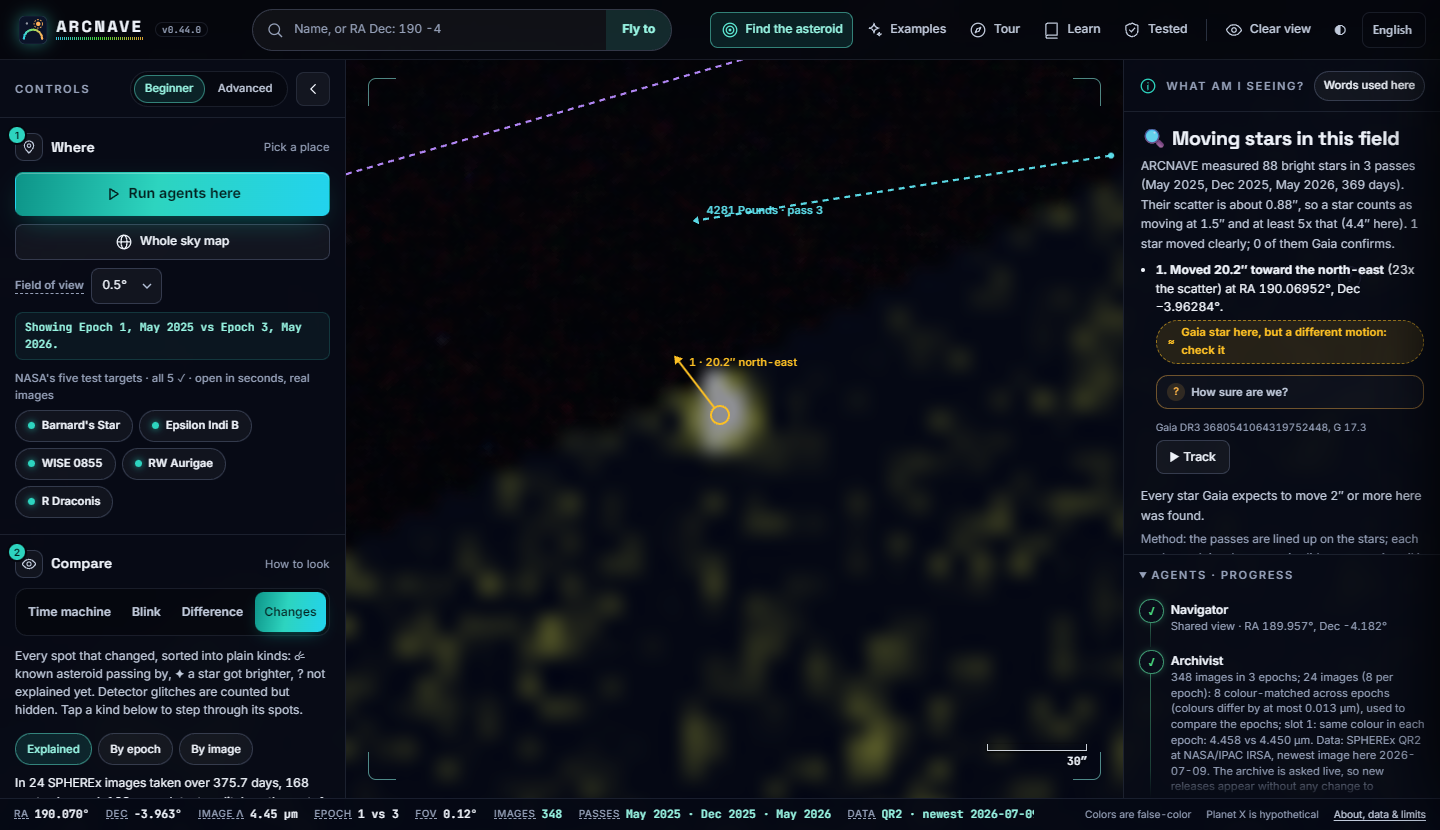 ARCNAVE
v0.44.0
Name, or RA Dec: 190 -4
Fly to
Find the asteroid
Examples
Tour
Learn
Tested
Clear view
English
CONTROLS
Beginner
Advanced
1
Where
Pick a place
Run agents here
Whole sky map
Field of view
0.5°
Showing Epoch 1, May 2025 vs Epoch 3, May
2026.
NASA's five test targets · all 5 ✓ · open in seconds, real
images
Barnard's Star
Epsilon Indi B
WISE 0855
RW Aurigae
R Draconis
2
Compare
How to look
Time machine
Blink
Difference
Changes
Every spot that changed, sorted into plain kinds: ☄
known asteroid passing by, ✦ a star got brighter, ? not
explained yet. Detector glitches are counted but
hidden. Tap a kind below to step through its spots.
Explained
By epoch
By image
In 24 SPHEREx images taken over 375.7 days, 168
4281 Pounds · pass 3
1 · 20.2″ north-east
30″
WHAT AM I SEEING?
Words used here
Moving stars in this field
ARCNAVE measured 88 bright stars in 3 passes
(May 2025, Dec 2025, May 2026, 369 days).
Their scatter is about 0.88″, so a star counts as
moving at 1.5″ and at least 5x that (4.4″ here). 1
star moved clearly; 0 of them Gaia confirms.
• 1. Moved 20.2″ toward the north-east (23x
the scatter) at RA 190.06952°, Dec
−3.96284°.
≈ Gaia star here, but a different motion:
check it
? How sure are we?
Gaia DR3 3680541064319752448, G 17.3
▶ Track
Every star Gaia expects to move 2″ or more here
was found.
Method: the passes are lined up on the stars; each
▼ AGENTS · PROGRESS
✓ Navigator
Shared view · RA 189.957°, Dec -4.182°
✓ Archivist
348 images in 3 epochs; 24 images (8 per
epoch): 8 colour-matched across epochs
(colours differ by at most 0.013 µm), used to
compare the epochs; slot 1: same colour in each
epoch: 4.458 vs 4.450 µm. Data: SPHEREx QR2
at NASA/IPAC IRSA, newest image here 2026-
07-09. The archive is asked live, so new
releases appear without any change to
RA 190.070° DEC -3.963° IMAGE Λ 4.45 µm EPOCH 1 vs 3 FOV 0.12° IMAGES 348 PASSES May 2025 · Dec 2025 · May 2026 DATA QR2 · newest 2026-07-0
Colors are false-color
Planet X is hypothetical
About, data & limits